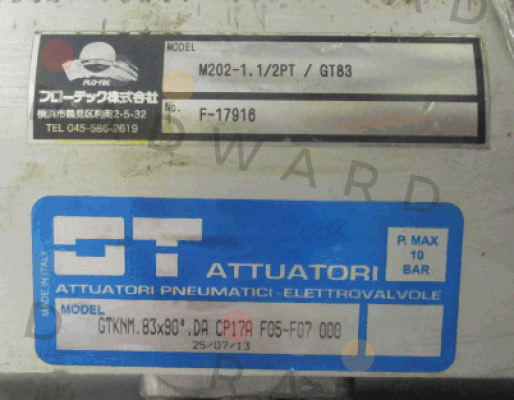 MODEL
M202-1.1/2PT / GT83
FLO-TEK
フローテック株式会社
No.
F-17916
横浜市鶴見区駒岡2-5-32
TEL 045-586-2619
EDWARD
GT ATTUATORI
P. MAX
10
BAR
MADE IN ITALY
ATTUATORI PNEUMATICI-ELETTROVALVOLE
MODEL
GTKNM.83x90°.DA CP17A F05-F07 000
25/07/13